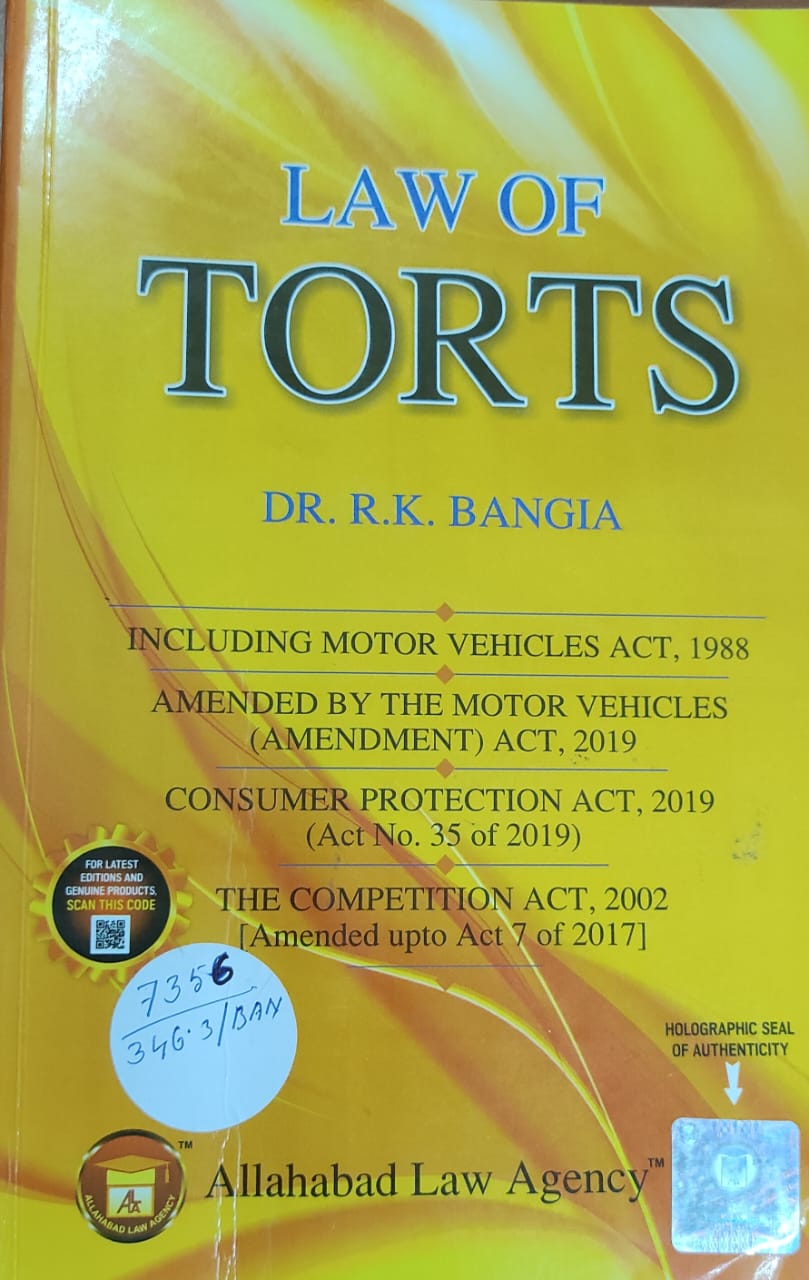 LAW OF
TORTS
DR. R.K. BANGIA
INCLUDING MOTOR VEHICLES ACT, 1988
AMENDED BY THE MOTOR VEHICLES
(AMENDMENT) ACT, 2019
CONSUMER PROTECTION ACT, 2019
(Act No. 35 of 2019)
THE COMPETITION ACT, 2002
[Amended upto Act 7 of 2017]
FOR LATEST
EDITIONS AND
GENUINE PRODUCTS,
SCAN THIS CODE
7356
346.3/BAN
HOLOGRAPHIC SEAL
OF AUTHENTICITY
ALA
ALLAHABAD LAW AGENCY
TM
Allahabad Law Agency™